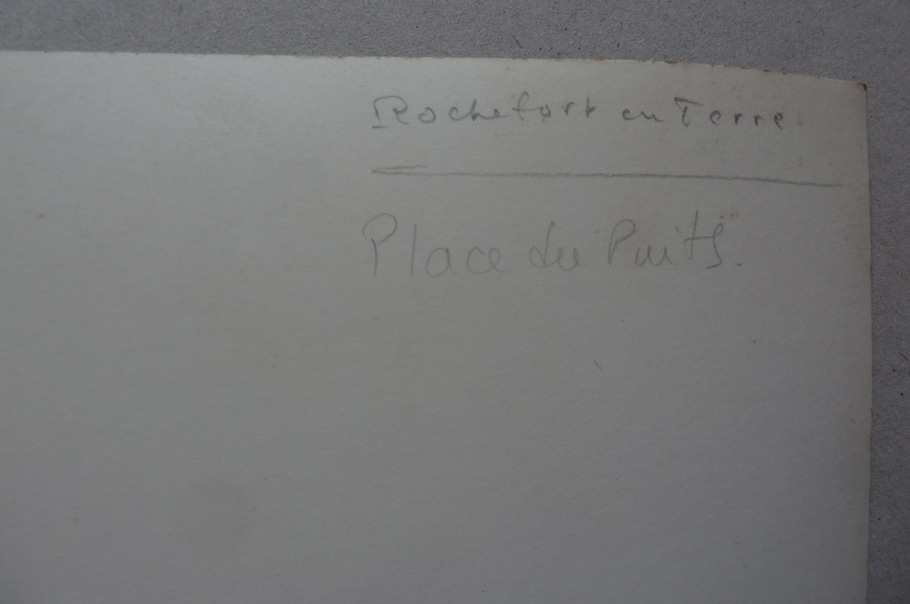 Rochefort en Terre
Place du Puits.